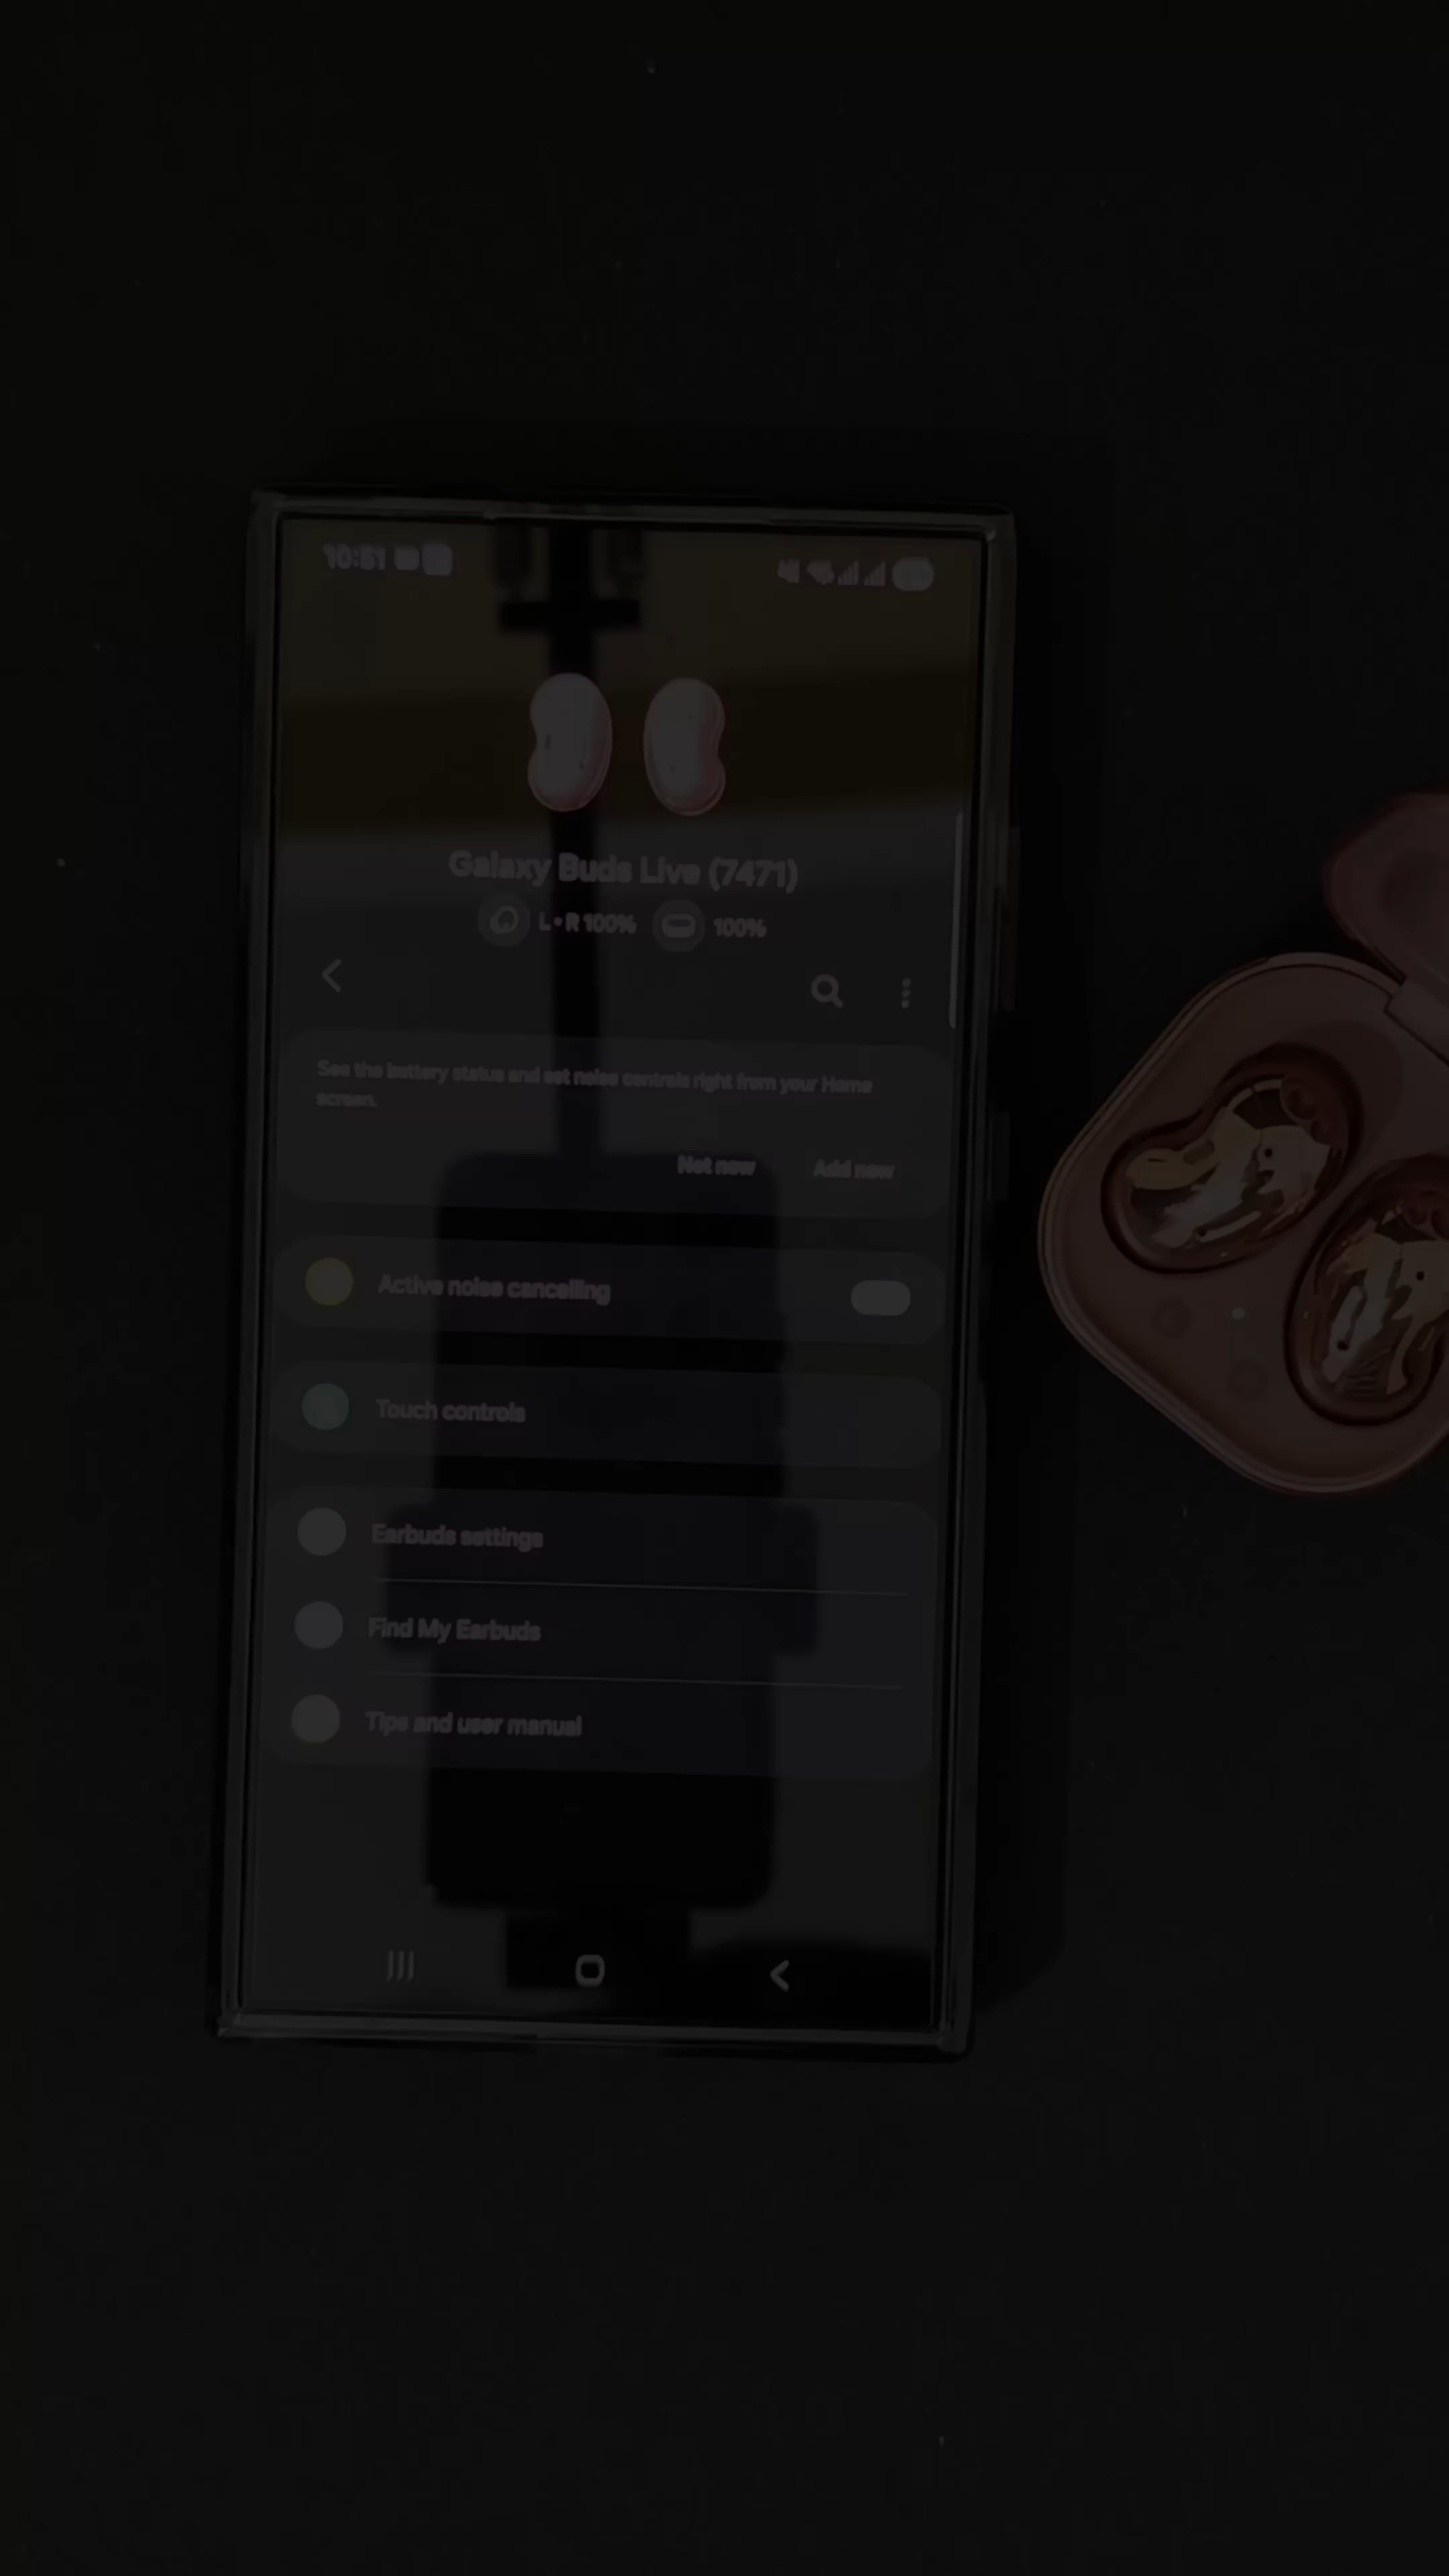 10:51
Galaxy Buds Live (7471)
L • R 100% 100%
See the battery status and set noise controls right from your Home
screen.
Not now Add now
Active noise cancelling
Touch controls
Earbuds settings
Find My Earbuds
Tips and user manual